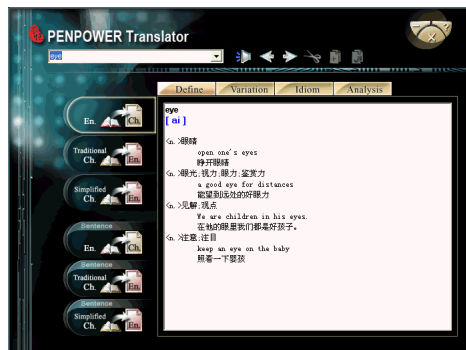 PENPOWER Translator
eye
Define Variation Idiom Analysis
eye
[ ai ]
<n. >眼睛
open one's eyes
睁开眼睛
<n. >眼光;视力;眼力;鉴赏力
a good eye for distances
能望到远处的好眼力
<n. >见解;观点
We are children in his eyes.
在他的眼里我们都是好孩子。
<n. >注意;注目
keep an eye on the baby
照看一下婴孩
En. Ch.
Traditional
Ch. En.
Simplified
Ch. En.
Sentence
En. Ch.
Sentence
Traditional
Ch. En.
Sentence
Simplified
Ch. En.